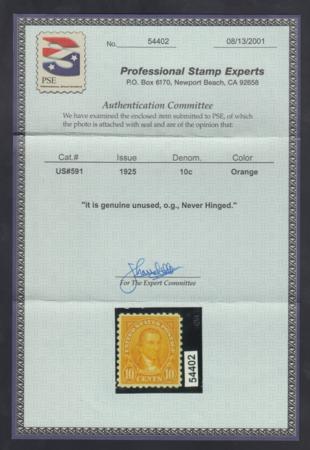 No. 54402 08/13/2001
PSE
Professional Stamp Experts
P.O. Box 6170, Newport Beach, CA 92658
Authentication Committee
We have examined the enclosed item submitted to PSE, of which
the photo is attached with seal and are of the opinion that:
Cat.# Issue Denom. Color
US#591 1925 10c Orange
"it is genuine unused, o.g., Never Hinged."
For The Expert Committee
UNITED STATES POSTAGE
10 CENTS 10
54402